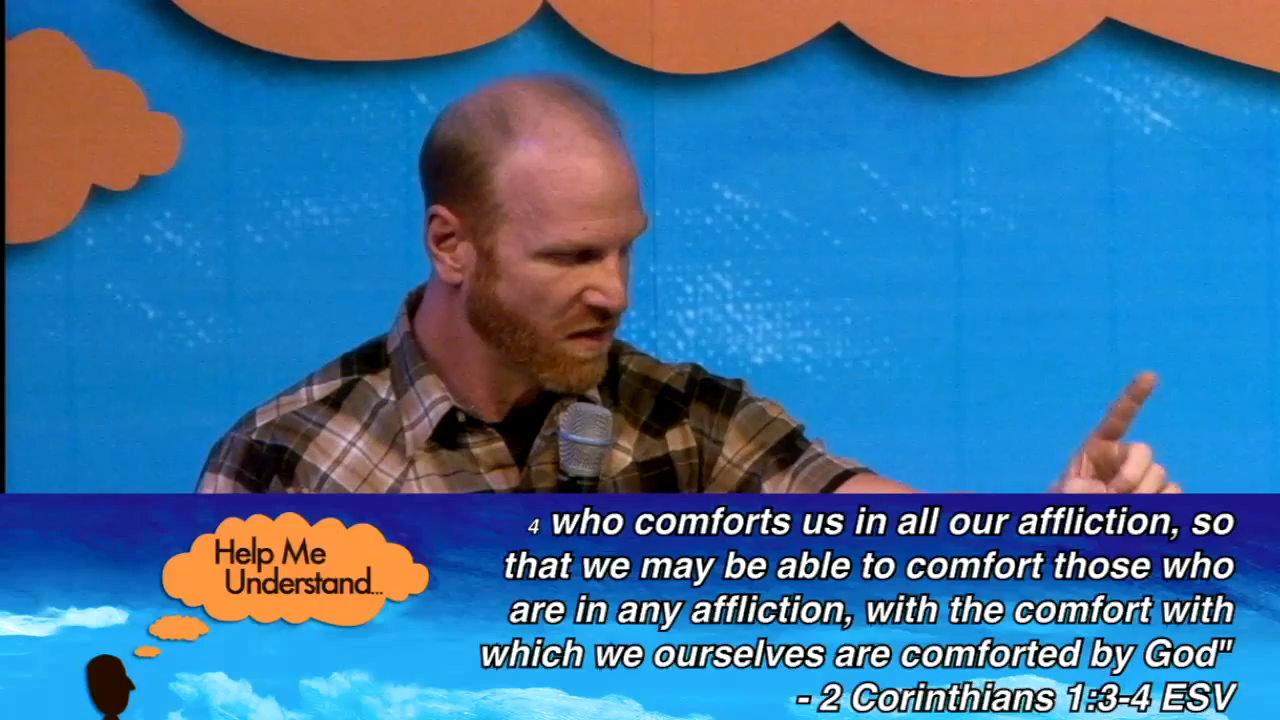 Help Me
Understand...
4 who comforts us in all our affliction, so
that we may be able to comfort those who
are in any affliction, with the comfort with
which we ourselves are comforted by God"
- 2 Corinthians 1:3-4 ESV